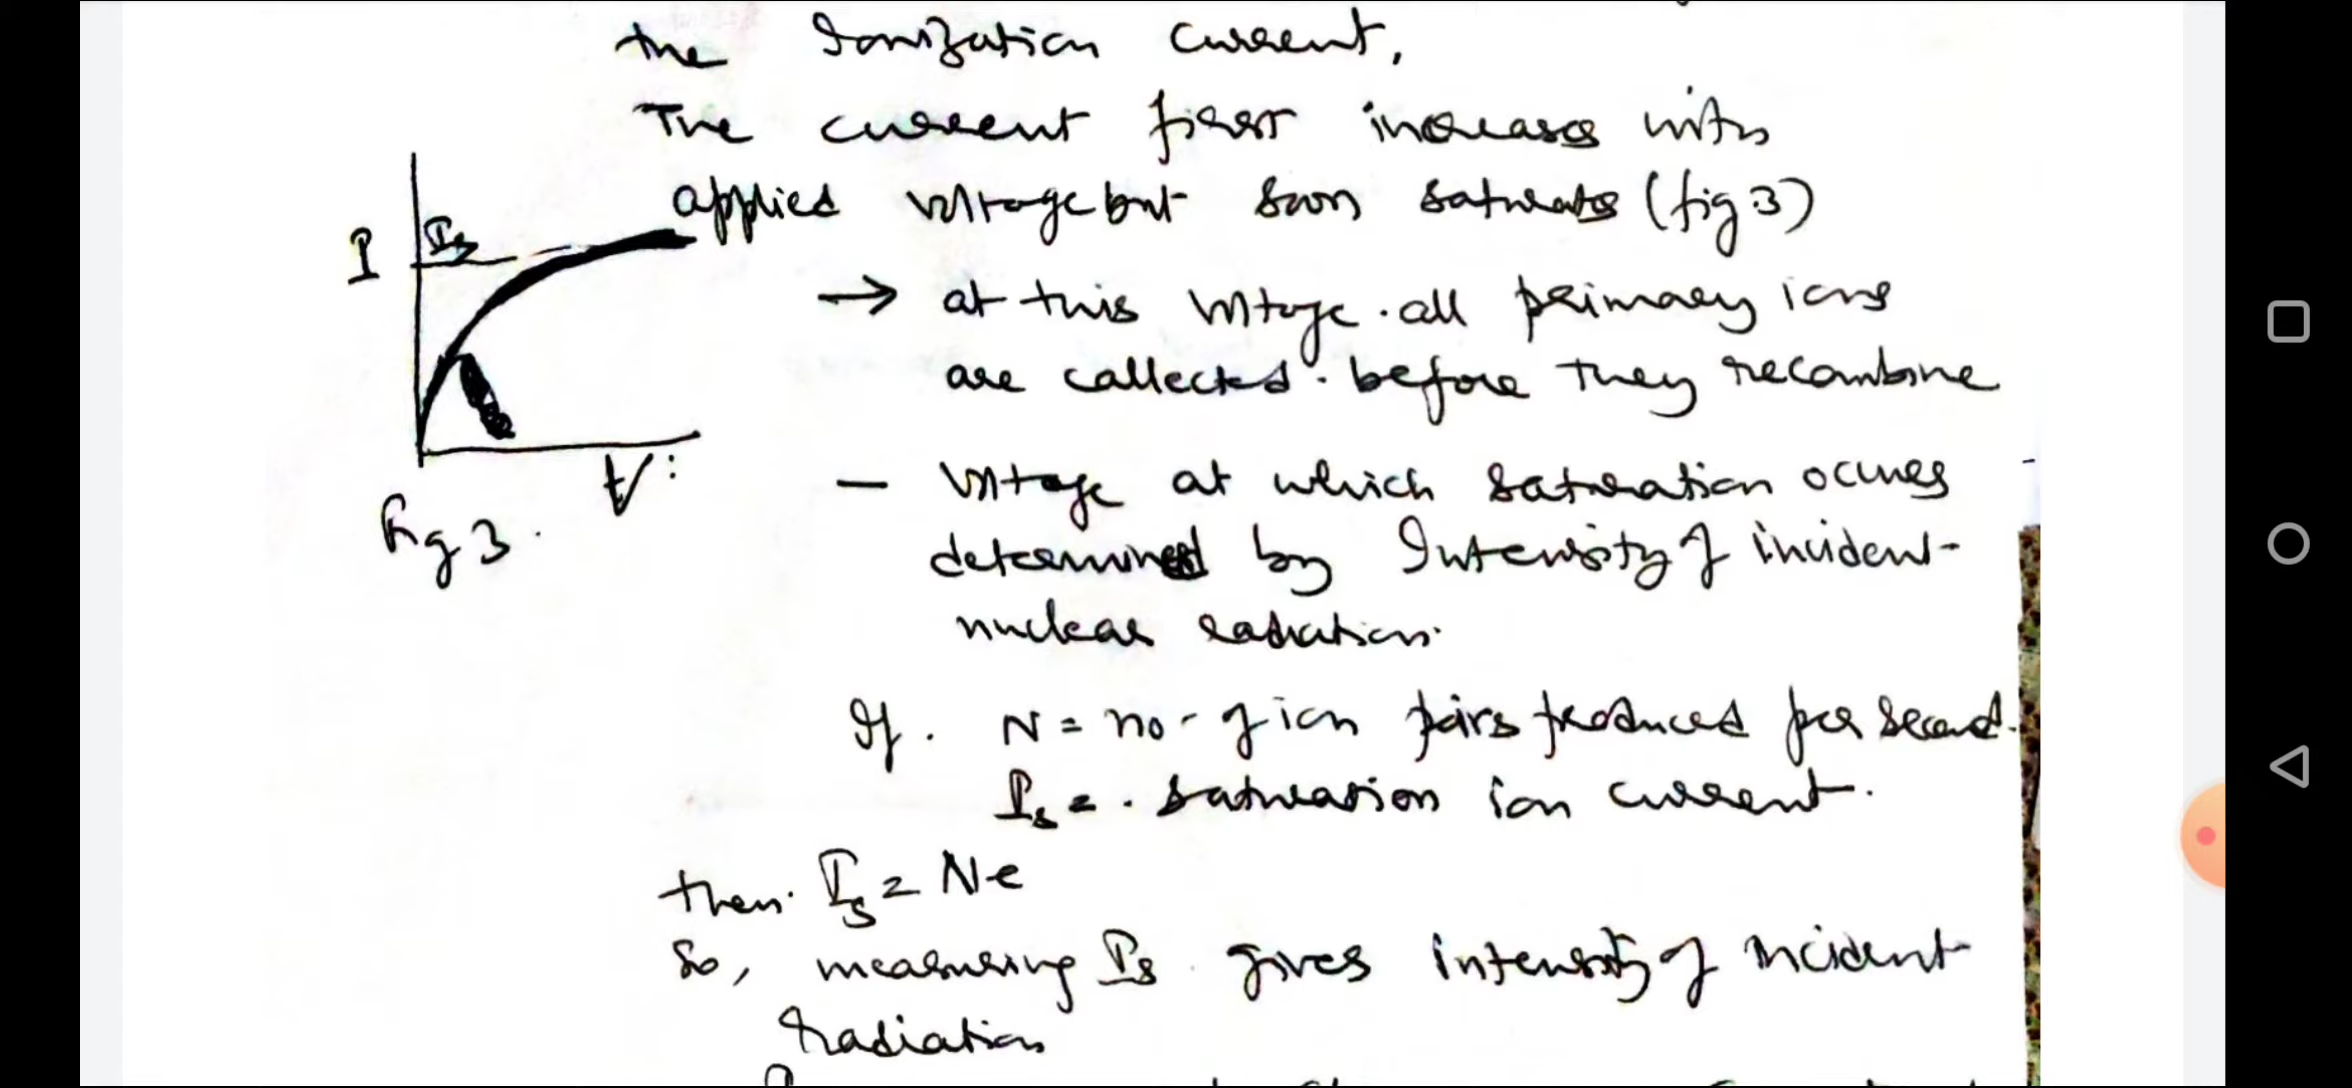 the Ionization current,
The current first increases with
applied voltage but soon saturates (fig 3)
I
Is
→ at this voltage . all primary ions
are collected . before they recombine
V
Fig 3 .
— Voltage at which saturation occures
determined by Intensity of incident
nuclear radiation.
If . N = no - of ion pairs produced per second.
Is = . saturation ion current .
then . Is = Ne
So, measuring Is . gives intensity of incident
radiation